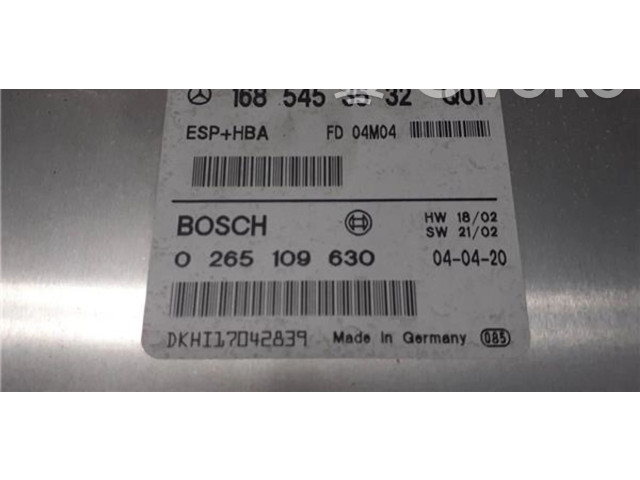 168 545 32 Q01
ESP+HBA FD 04M04
BOSCH HW 18/02
SW 21/02
0 265 109 630 04-04-20
DKHI17042839 Made in Germany 085